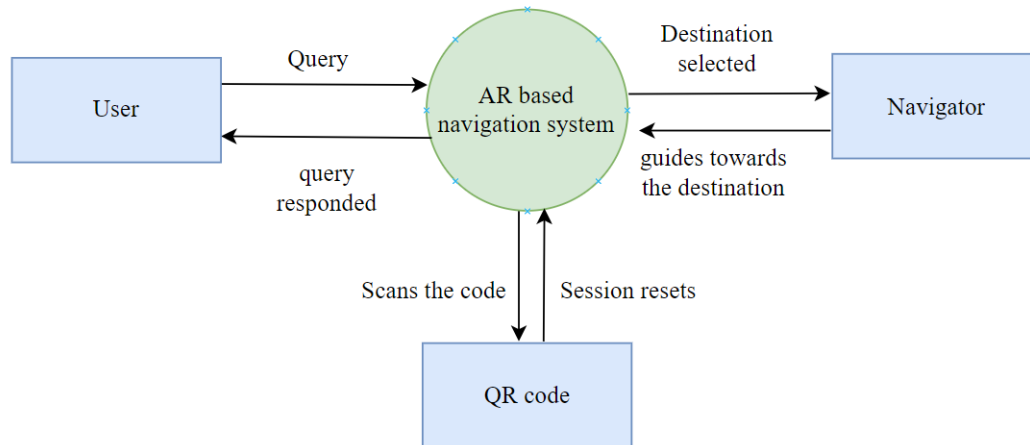 Query
User
query
responded
AR based
navigation system
Destination
selected
Navigator
guides towards
the destination
Scans the code
Session resets
QR code